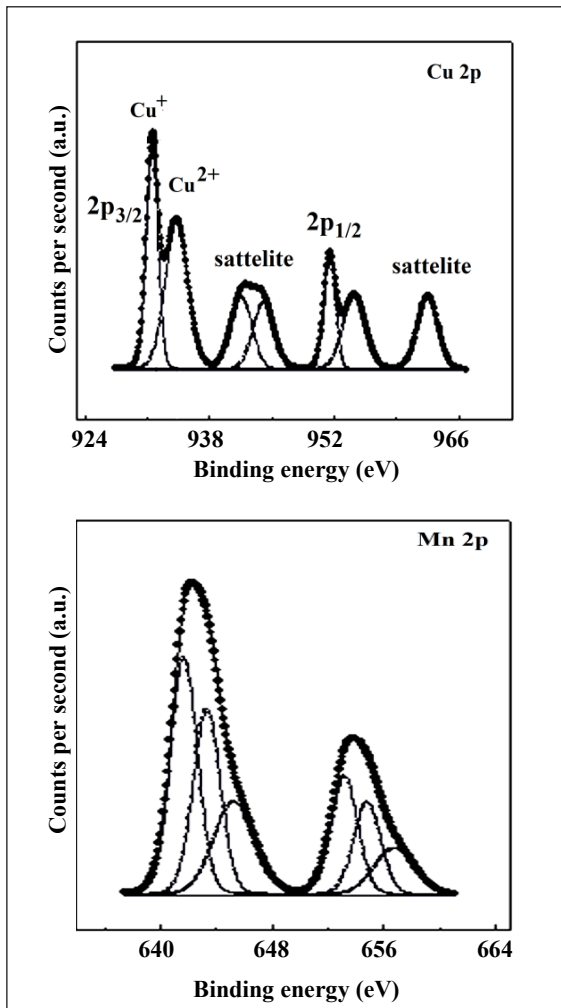 Cu 2p
Cu+
Cu2+
2p3/2
sattelite
2p1/2
sattelite
Counts per second (a.u.)
924 938 952 966
Binding energy (eV)
Mn 2p
Counts per second (a.u.)
640 648 656 664
Binding energy (eV)